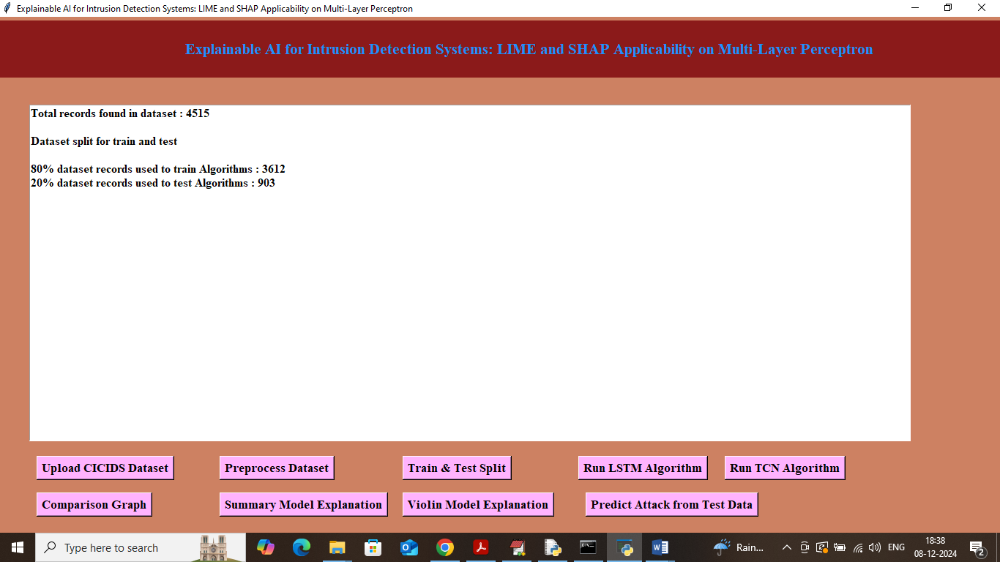 Explainable AI for Intrusion Detection Systems: LIME and SHAP Applicability on Multi-Layer Perceptron
Explainable AI for Intrusion Detection Systems: LIME and SHAP Applicability on Multi-Layer Perceptron
Total records found in dataset : 4515
Dataset split for train and test
80% dataset records used to train Algorithms : 3612
20% dataset records used to test Algorithms : 903
Upload CICIDS Dataset
Preprocess Dataset
Train & Test Split
Run LSTM Algorithm
Run TCN Algorithm
Comparison Graph
Summary Model Explanation
Violin Model Explanation
Predict Attack from Test Data
Type here to search
Rain...
ENG
18:38
08-12-2024
2